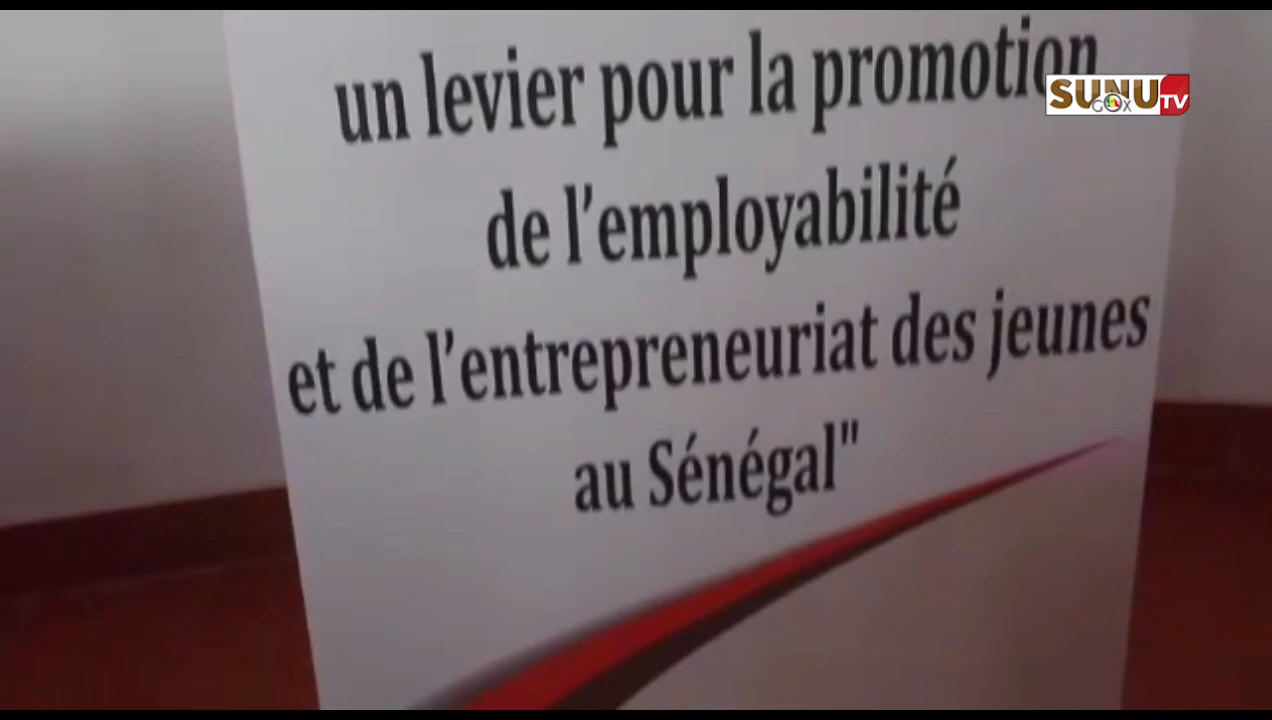 un levier pour la promotion
SUNU
GOX
TV
de l'employabilité
et de l'entrepreneuriat des jeunes
au Sénégal"